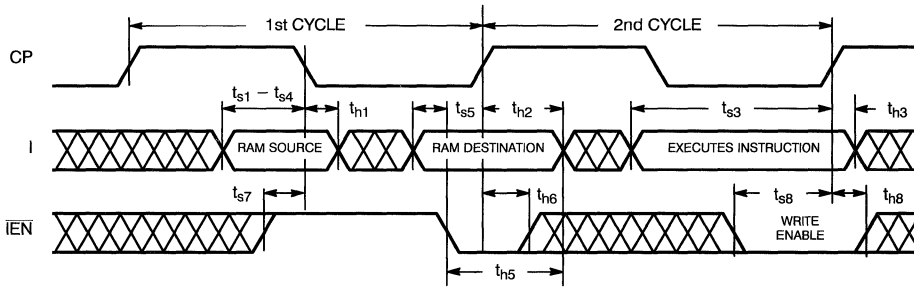 1st CYCLE 2nd CYCLE
CP
ts1 – ts4 th1 ts5 th2 ts3 th3
I RAM SOURCE RAM DESTINATION EXECUTES INSTRUCTION
ts7 th6 ts8 th8
IEN WRITE
ENABLE
th5